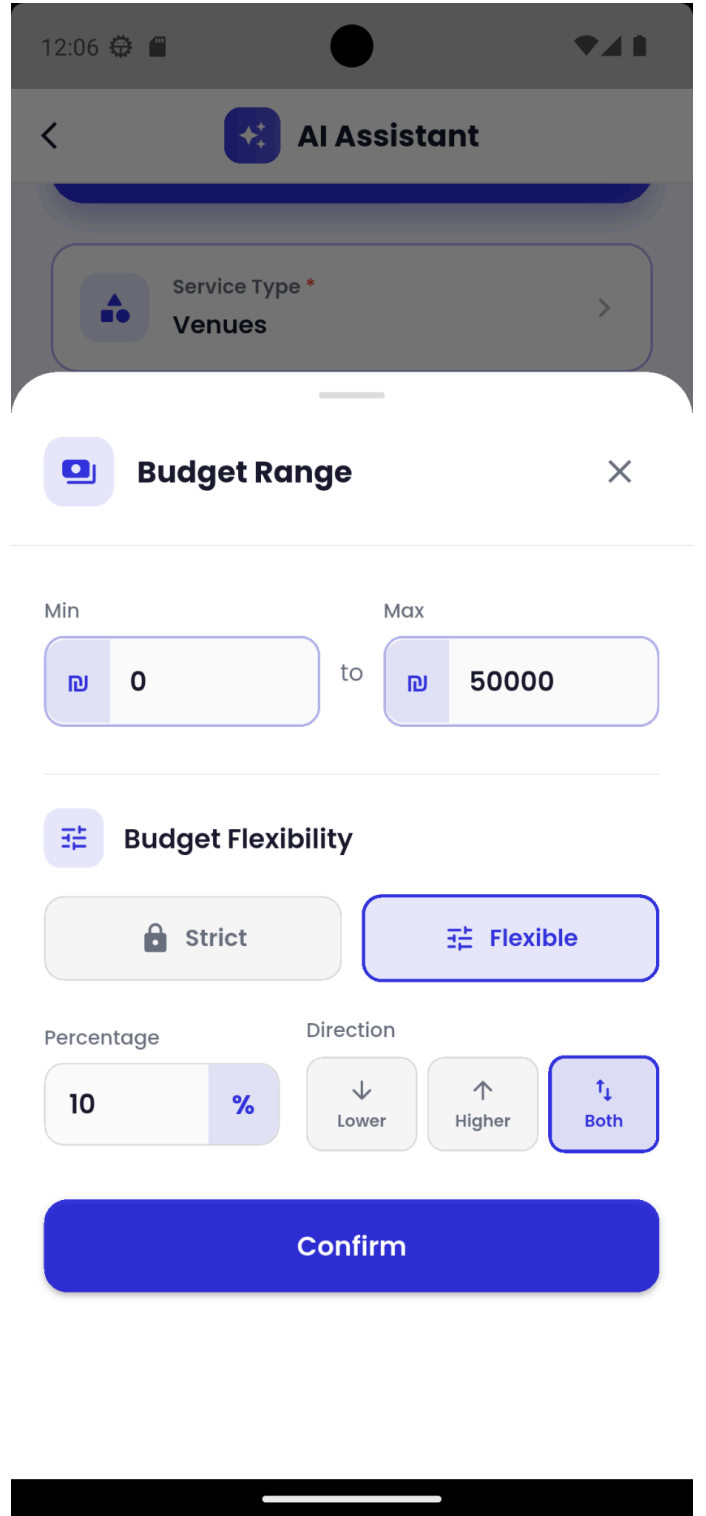 12:06
AI Assistant
Service Type *
Venues
Budget Range
Min
Max
₪ 0
to
₪ 50000
Budget Flexibility
Strict
Flexible
Percentage
Direction
10 %
Lower
Higher
Both
Confirm